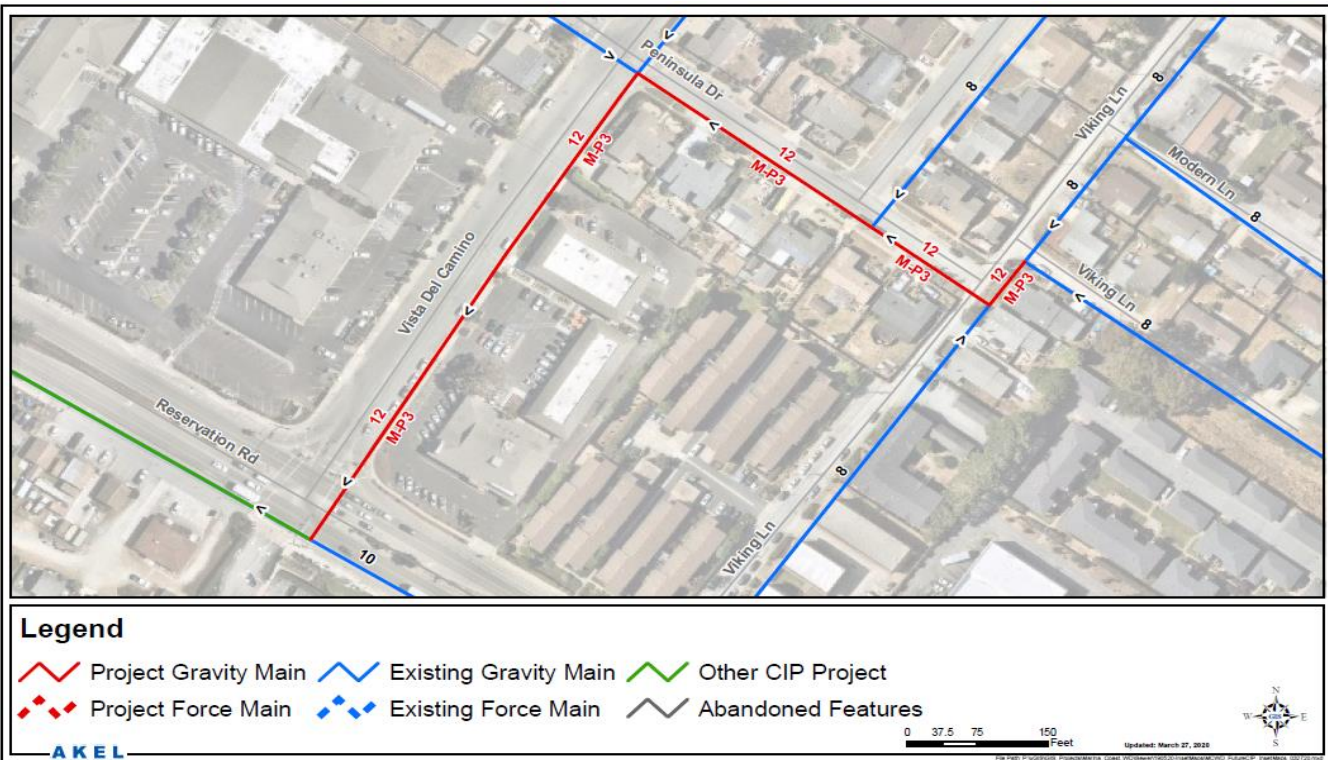 Peninsula Dr
8
8
Viking Ln
12
M-P3
12
M-P3
8
Modern Ln
8
Vista Del Camino
12
M-P3
12
M-P3
Viking Ln
8
12
M-P3
Reservation Rd
8
Viking Ln
10
Legend
Project Gravity Main
Existing Gravity Main
Other CIP Project
Project Force Main
Existing Force Main
Abandoned Features
N
W
GIS
E
S
0 37.5 75 150
Feet
Updated: March 27, 2020
AKEL